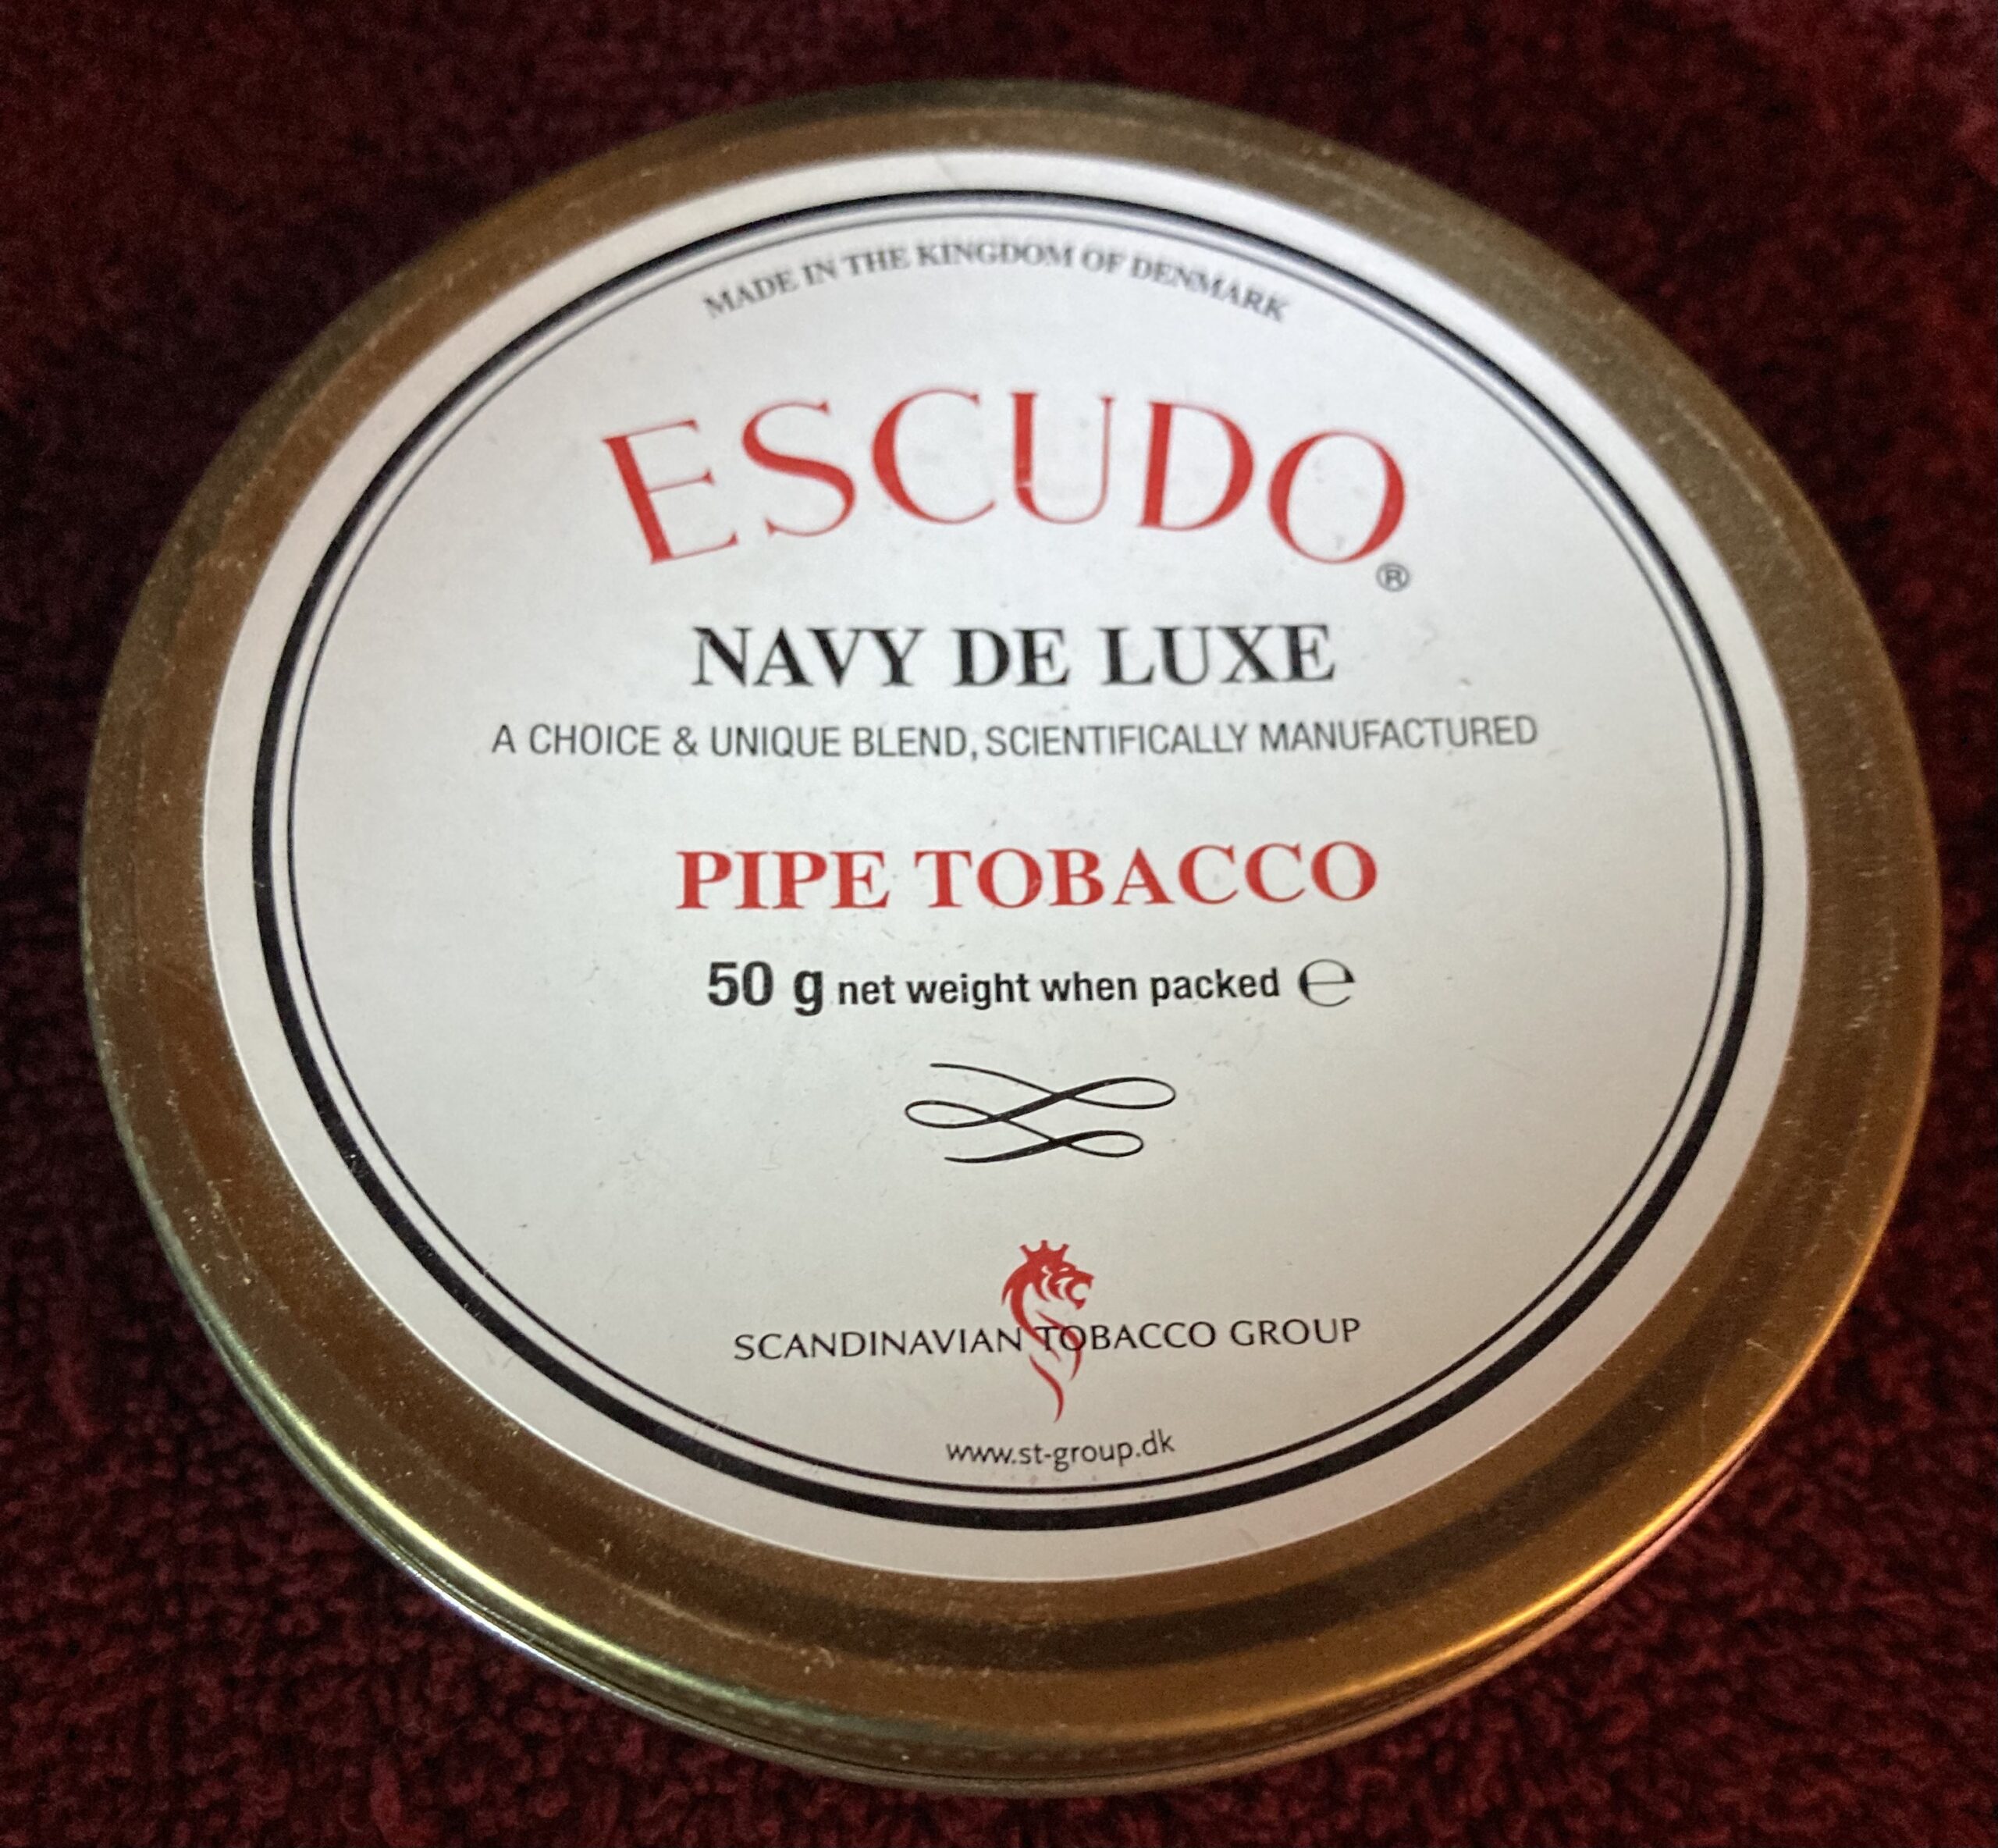 MADE IN THE KINGDOM OF DENMARK
ESCUDO®
NAVY DE LUXE
A CHOICE & UNIQUE BLEND, SCIENTIFICALLY MANUFACTURED
PIPE TOBACCO
50 g net weight when packed ℮
SCANDINAVIAN TOBACCO GROUP
www.st-group.dk